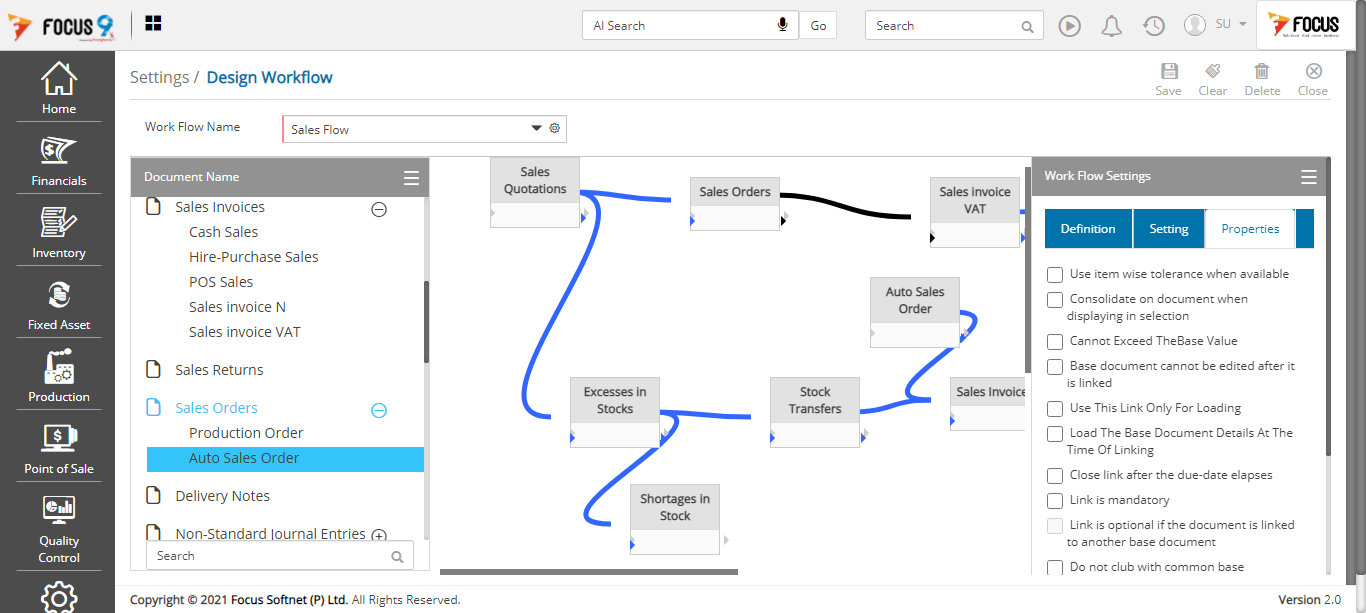 FOCUS 9
AI Search
Go
Search
SU
FOCUS
Settings / Design Workflow
Save
Clear
Delete
Close
Home
Financials
Inventory
Fixed Asset
Production
Point of Sale
Quality
Control
Work Flow Name
Sales Flow
Document Name
Sales Invoices
Cash Sales
Hire-Purchase Sales
POS Sales
Sales invoice N
Sales invoice VAT
Sales Returns
Sales Orders
Production Order
Auto Sales Order
Delivery Notes
Non-Standard Journal Entries
Search
Sales
Quotations
Sales Orders
Sales invoice
VAT
Auto Sales
Order
Excesses in
Stocks
Stock
Transfers
Sales Invoice
Shortages in
Stock
Work Flow Settings
Definition
Setting
Properties
Use item wise tolerance when available
Consolidate on document when
displaying in selection
Cannot Exceed TheBase Value
Base document cannot be edited after it
is linked
Use This Link Only For Loading
Load The Base Document Details At The
Time Of Linking
Close link after the due-date elapses
Link is mandatory
Link is optional if the document is linked
to another base document
Do not club with common base
Copyright © 2021 Focus Softnet (P) Ltd. All Rights Reserved.
Version 2.0